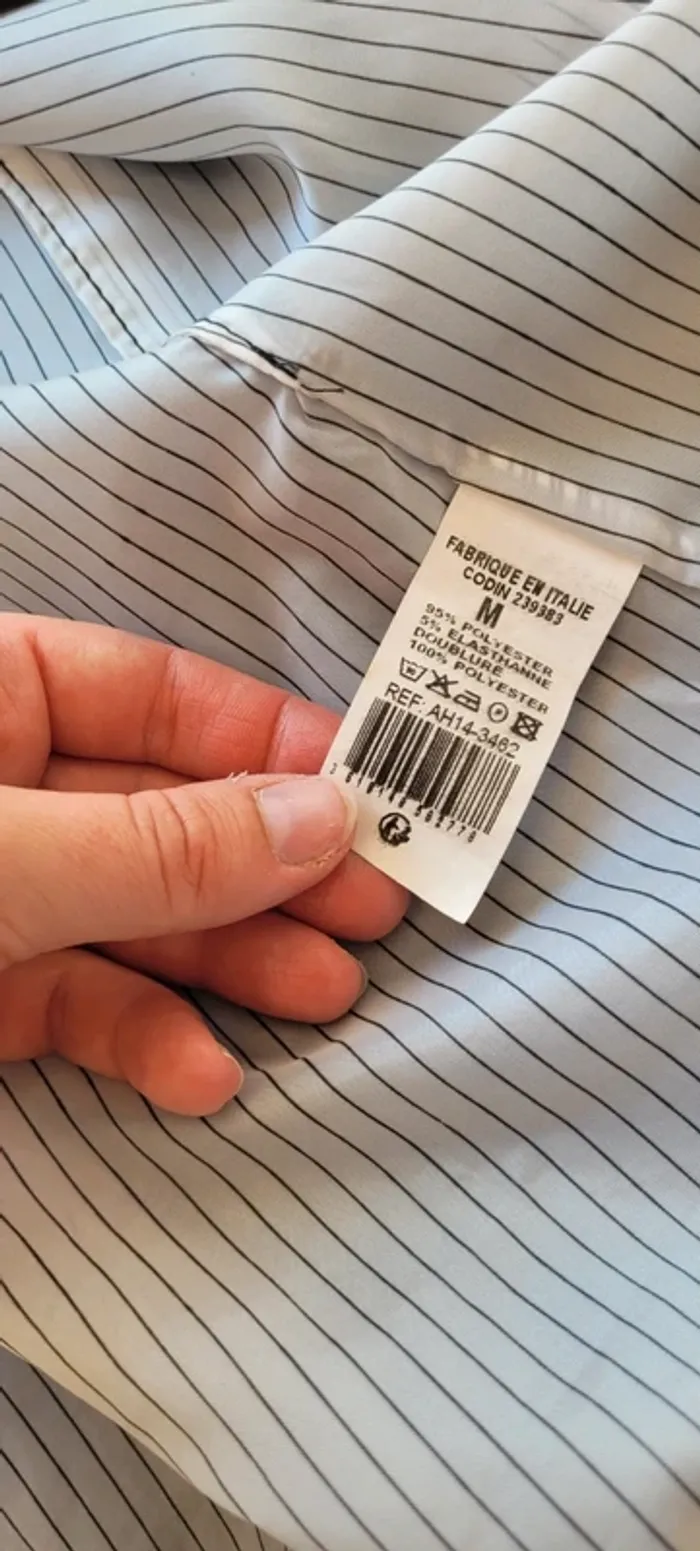 FABRIQUE EN ITALIE
CODIN 239383
M
95% POLYESTER
5% ELASTHANNE
DOUBLURE
100% POLYESTER
REF: AH14-3462